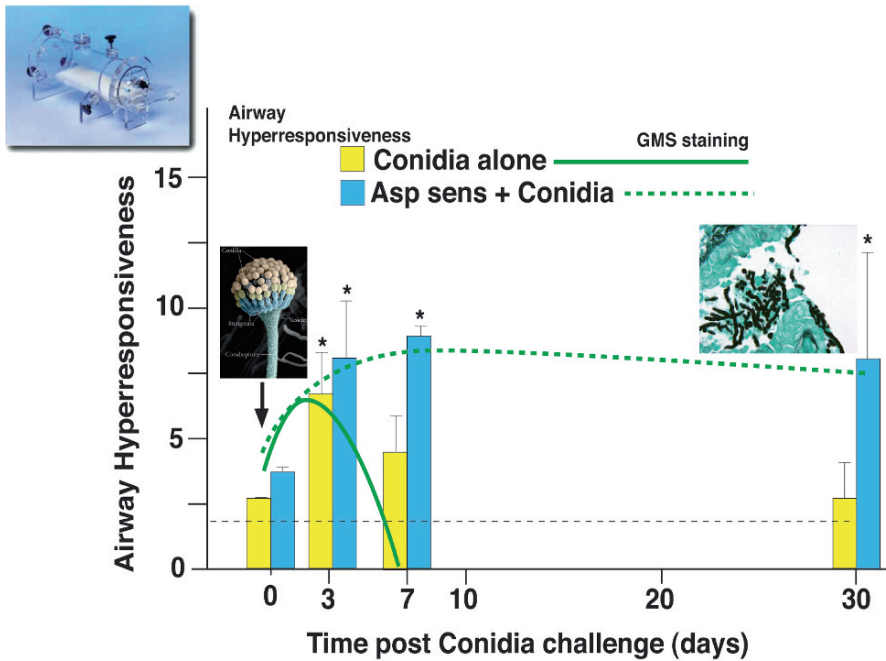 Airway
Hyperresponsiveness
GMS staining
Conidia alone
Asp sens + Conidia
Airway Hyperresponsiveness
15
10
5
0
Conidia
Vesicle
*
*
*
*
0
3
7
10
20
30
Time post Conidia challenge (days)